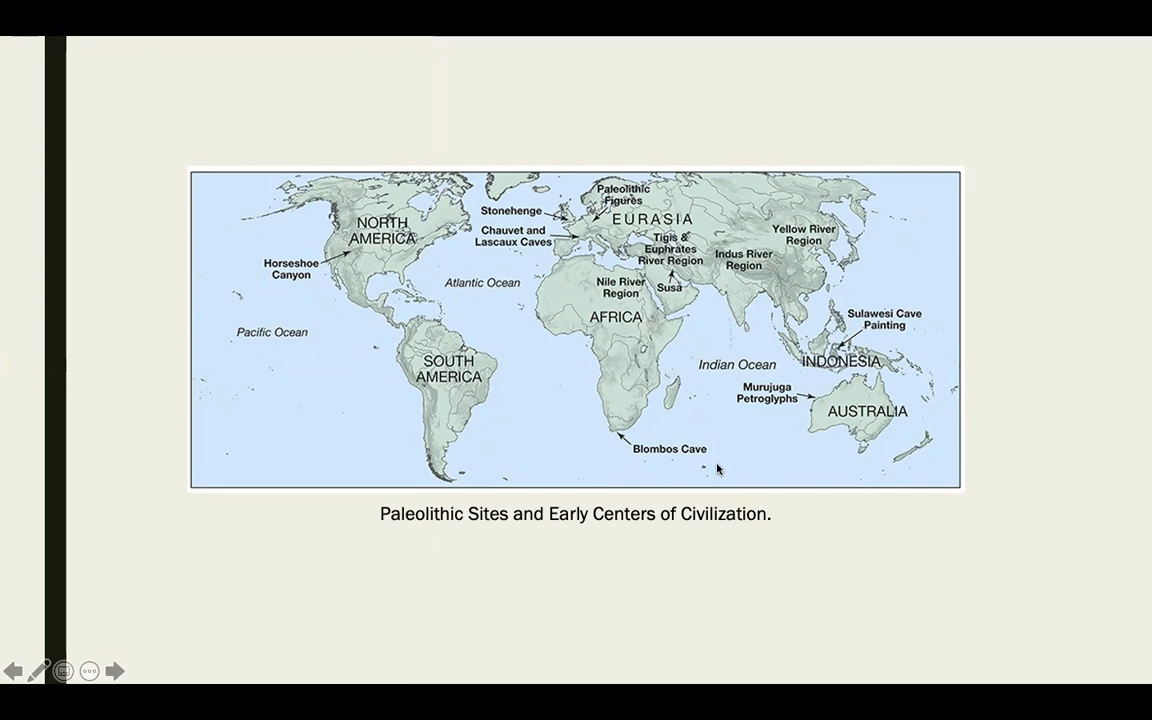 Paleolithic
Figures
Stonehenge
EURASIA
NORTH
AMERICA
Chauvet and
Lascaux Caves
Tigis &
Euphrates
River Region
Yellow River
Region
Indus River
Region
Horseshoe
Canyon
Atlantic Ocean
Nile River
Region
Susa
AFRICA
Sulawesi Cave
Painting
Pacific Ocean
SOUTH
AMERICA
Indian Ocean
INDONESIA
Murujuga
Petroglyphs
AUSTRALIA
Blombos Cave
Paleolithic Sites and Early Centers of Civilization.